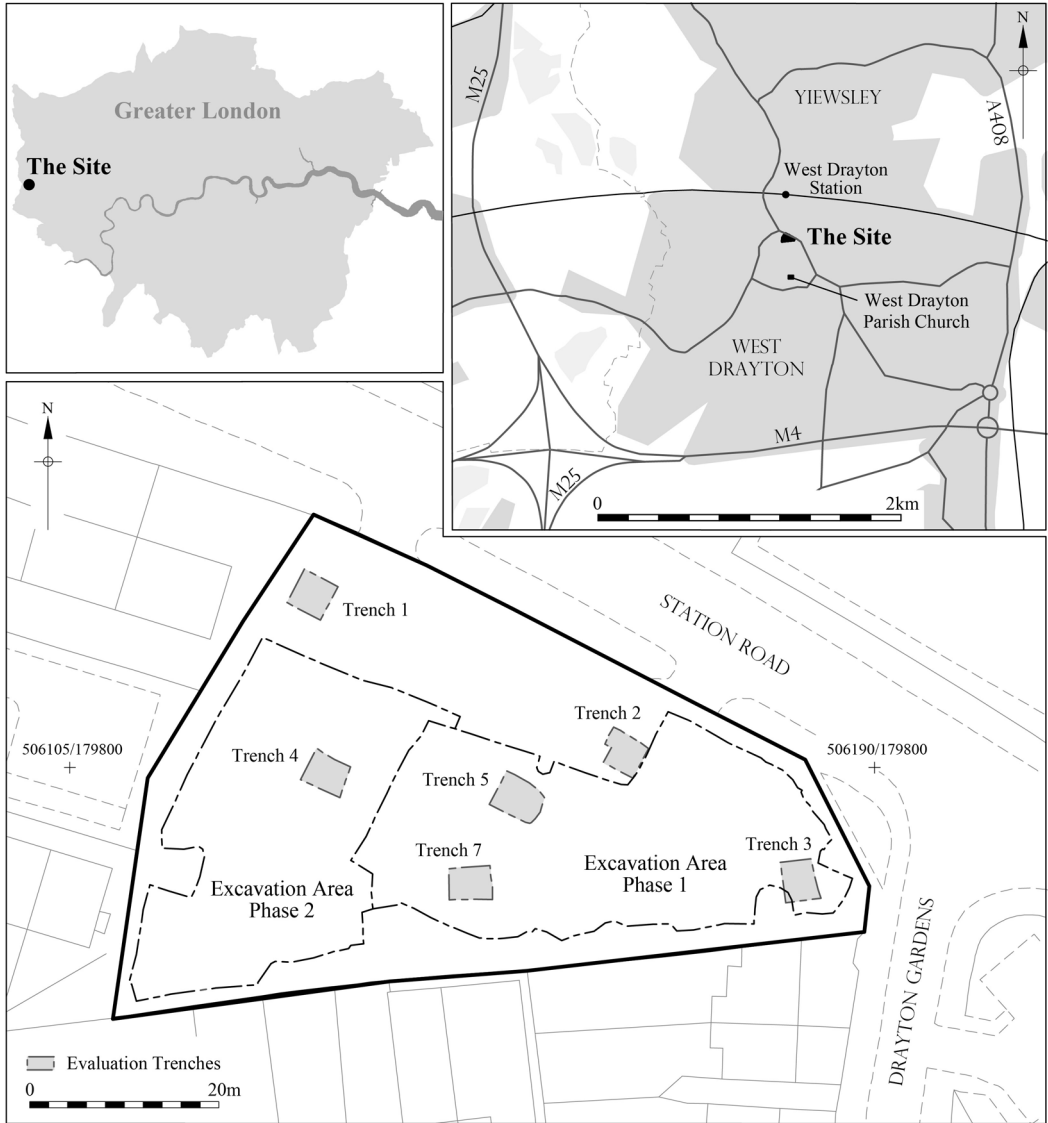 Greater London
The Site
N
M25
YIEWSLEY
A408
West Drayton
Station
The Site
West Drayton
Parish Church
WEST
DRAYTON
M4
M25
0 2km
N
Trench 1
STATION ROAD
Trench 2
506105/179800
Trench 4
506190/179800
Trench 5
Trench 7
Trench 3
Excavation Area
Phase 1
Excavation Area
Phase 2
DRAYTON GARDENS
Evaluation Trenches
0 20m